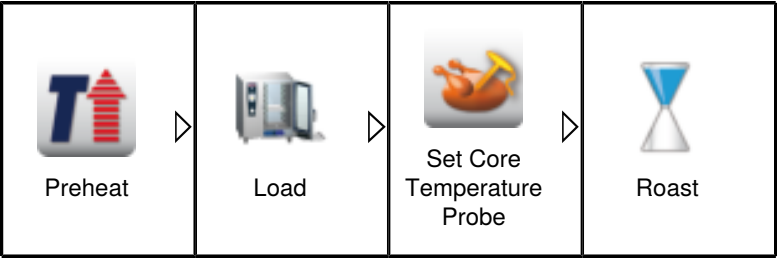 Preheat
Load
Set Core
Temperature
Probe
Roast